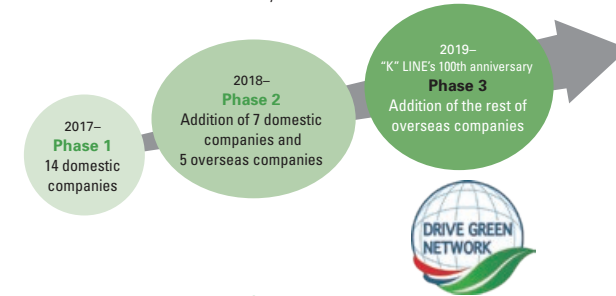 2017–
Phase 1
14 domestic
companies
2018–
Phase 2
Addition of 7 domestic
companies and
5 overseas companies
2019–
“K” LINE’s 100th anniversary
Phase 3
Addition of the rest of
overseas companies
DRIVE GREEN
NETWORK